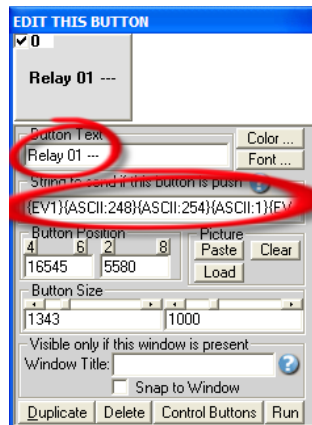 EDIT THIS BUTTON
0
Relay 01 ---
Button Text
Relay 01 ---
Color ...
Font ...
String to send if this button is push
{EV1}{ASCII:248}{ASCII:254}{ASCII:1}{EV
Button Position
4 6 2 8
16545 5580
Picture
Paste Clear
Load
Button Size
1343 1000
Visible only if this window is present
Window Title: ?
Snap to Window
Duplicate Delete Control Buttons Run